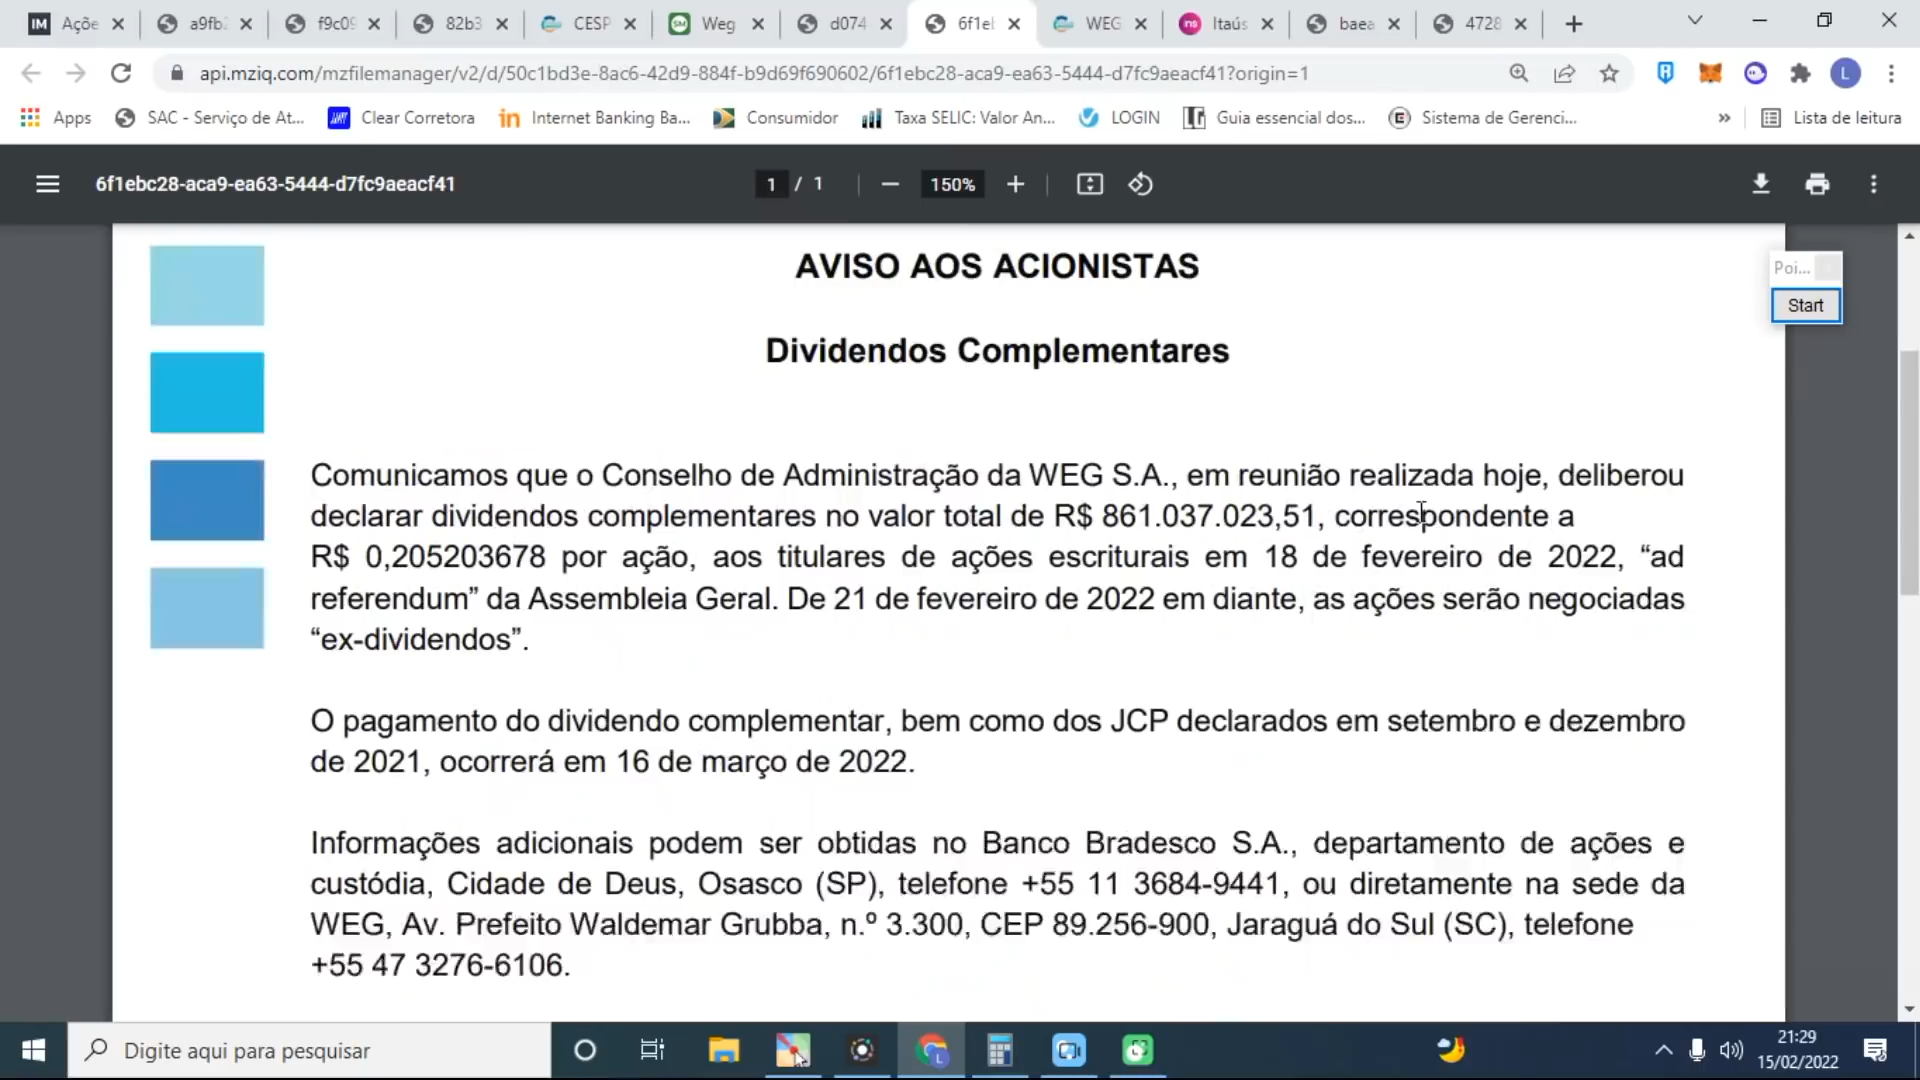 Açõe
a9fb2
f9c09
82b3
CESP
Weg
d074
6f1eb
WEG
Itaús
baea
4728
api.mziq.com/mzfilemanager/v2/d/50c1bd3e-8ac6-42d9-884f-b9d69f690602/6f1ebc28-aca9-ea63-5444-d7fc9aeacf41?origin=1
L
Apps
SAC - Serviço de At...
Clear Corretora
Internet Banking Ba...
Consumidor
Taxa SELIC: Valor An...
LOGIN
Guia essencial dos...
Sistema de Gerenci...
»
Lista de leitura
6f1ebc28-aca9-ea63-5444-d7fc9aeacf41
1 / 1
150%
AVISO AOS ACIONISTAS
Poi...
Start
Dividendos Complementares
Comunicamos que o Conselho de Administração da WEG S.A., em reunião realizada hoje, deliberou
declarar dividendos complementares no valor total de R$ 861.037.023,51, correspondente a
R$ 0,205203678 por ação, aos titulares de ações escriturais em 18 de fevereiro de 2022, “ad
referendum” da Assembleia Geral. De 21 de fevereiro de 2022 em diante, as ações serão negociadas
“ex-dividendos”.
O pagamento do dividendo complementar, bem como dos JCP declarados em setembro e dezembro
de 2021, ocorrerá em 16 de março de 2022.
Informações adicionais podem ser obtidas no Banco Bradesco S.A., departamento de ações e
custódia, Cidade de Deus, Osasco (SP), telefone +55 11 3684-9441, ou diretamente na sede da
WEG, Av. Prefeito Waldemar Grubba, n.º 3.300, CEP 89.256-900, Jaraguá do Sul (SC), telefone
+55 47 3276-6106.
Digite aqui para pesquisar
21:29
15/02/2022